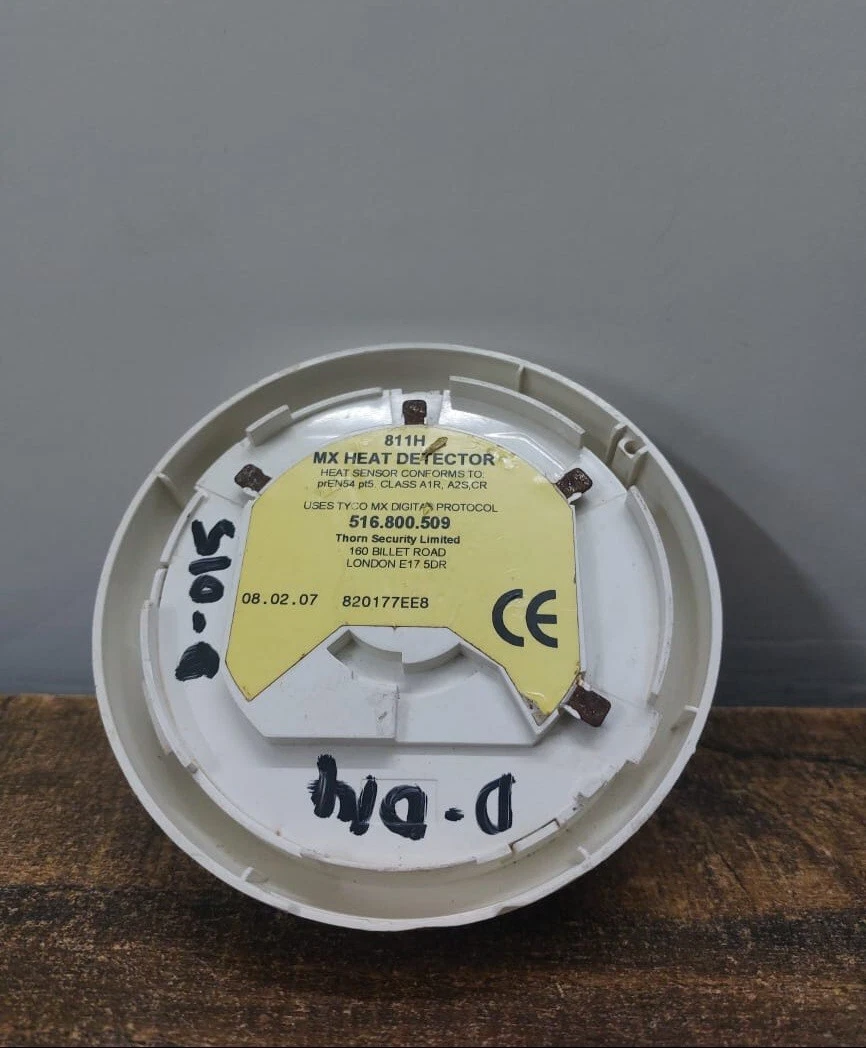 811H
MX HEAT DETECTOR
HEAT SENSOR CONFORMS TO
prEN54 pt5. CLASS A1R, A2S,CR
USES TYCO MX DIGITAL PROTOCOL
516.800.509
Thorn Security Limited
160 BILLET ROAD
LONDON E17 5DR
08.02.07 820177EE8
CE
D-015
D-014